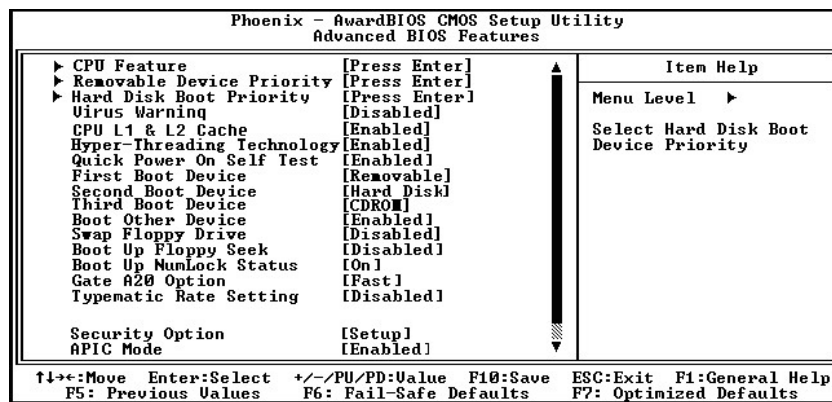 Phoenix - AwardBIOS CMOS Setup Utility
Advanced BIOS Features
▶ CPU Feature [Press Enter]
▶ Removable Device Priority [Press Enter]
▶ Hard Disk Boot Priority [Press Enter]
Virus Warning [Disabled]
CPU L1 & L2 Cache [Enabled]
Hyper-Threading Technology[Enabled]
Quick Power On Self Test [Enabled]
First Boot Device [Removable]
Second Boot Device [Hard Disk]
Third Boot Device [CDROM]
Boot Other Device [Enabled]
Swap Floppy Drive [Disabled]
Boot Up Floppy Seek [Disabled]
Boot Up NumLock Status [On]
Gate A20 Option [Fast]
Typematic Rate Setting [Disabled]
Security Option [Setup]
APIC Mode [Enabled]
Item Help
Menu Level ▶
Select Hard Disk Boot
Device Priority
↑↓→←:Move Enter:Select +/-/PU/PD:Value F10:Save ESC:Exit F1:General Help
F5: Previous Values F6: Fail-Safe Defaults F7: Optimized Defaults